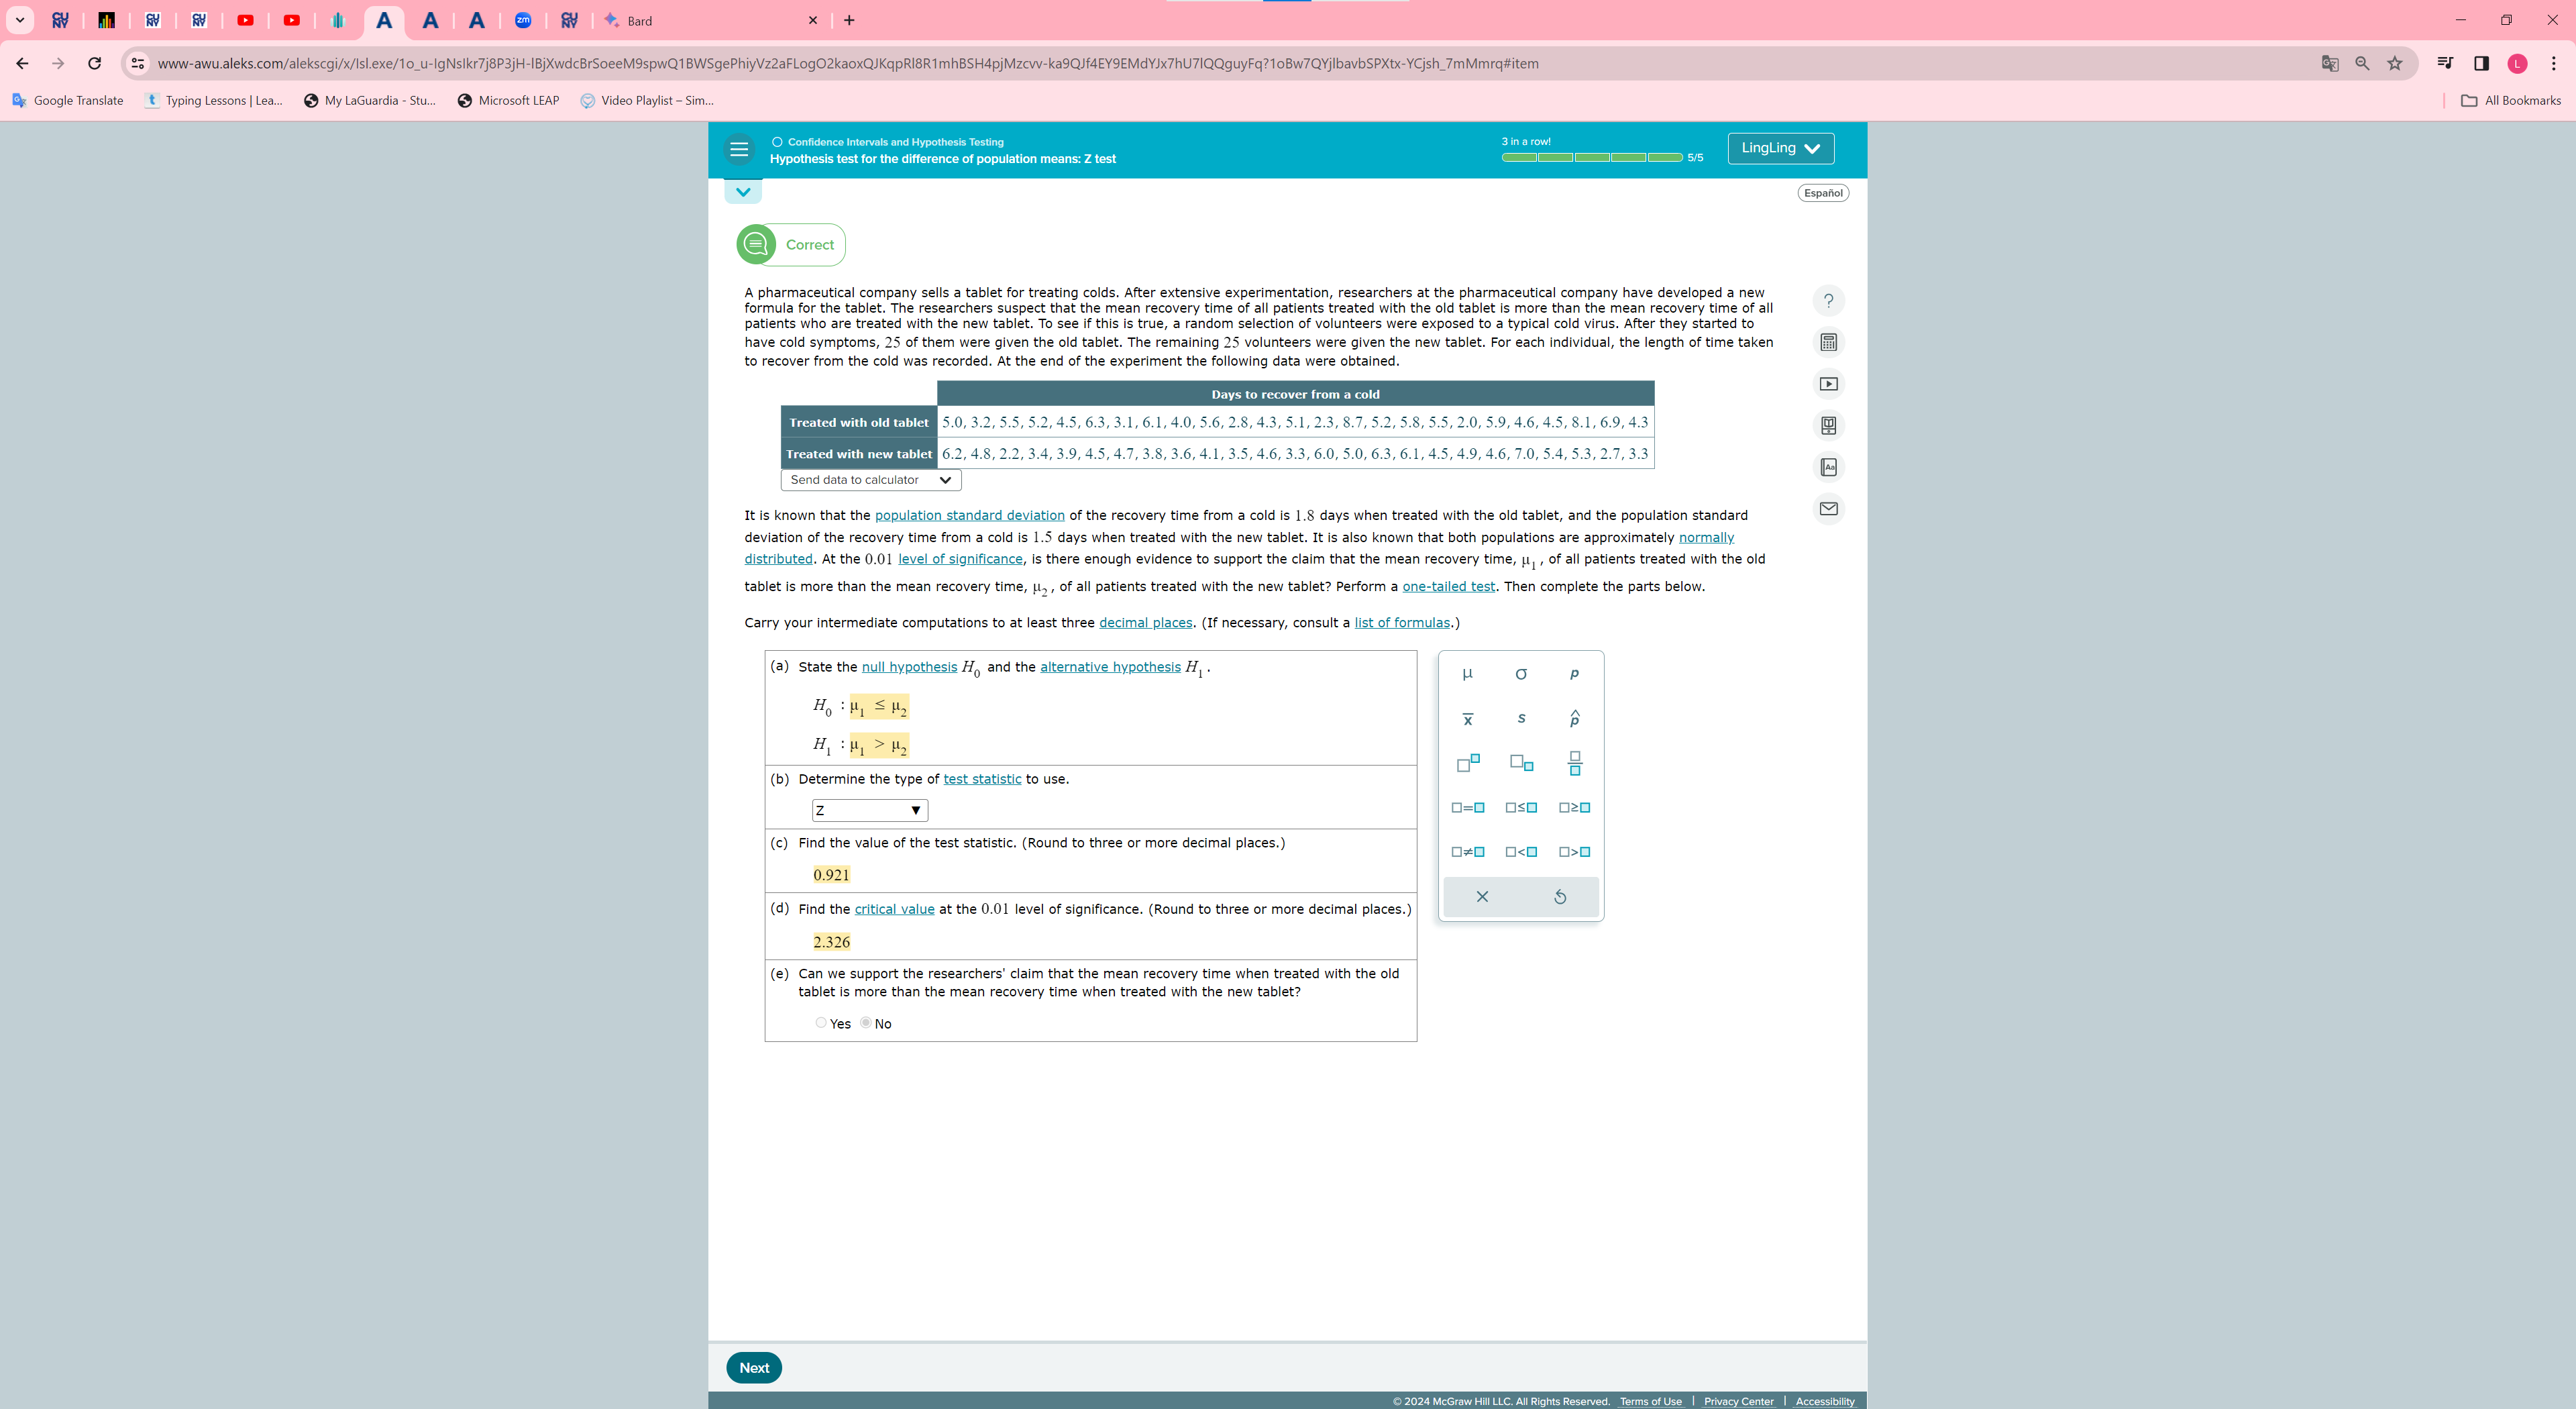 CU NY
CU NY
CU NY
A
A
A
zm
CU NY
Bard
www-awu.aleks.com/alekscgi/x/Isl.exe/1o_u-IgNsIkr7j8P3jH-IBjXwdcBrSoeeM9spwQ1BWSgePhiyVz2aFLogO2kaoxQJKqpRl8R1mhBSH4pjMzcvv-ka9QJf4EY9EMdYJx7hU7lQQguyFq?1oBw7QYjlbavbSPXtx-YCjsh_7mMmrq#item
L
Google Translate
Typing Lessons | Lea...
My LaGuardia - Stu...
Microsoft LEAP
Video Playlist – Sim...
All Bookmarks
Confidence Intervals and Hypothesis Testing
Hypothesis test for the difference of population means: Z test
3 in a row!
5/5
LingLing
Español
Correct
A pharmaceutical company sells a tablet for treating colds. After extensive experimentation, researchers at the pharmaceutical company have developed a new
formula for the tablet. The researchers suspect that the mean recovery time of all patients treated with the old tablet is more than the mean recovery time of all
patients who are treated with the new tablet. To see if this is true, a random selection of volunteers were exposed to a typical cold virus. After they started to
have cold symptoms, 25 of them were given the old tablet. The remaining 25 volunteers were given the new tablet. For each individual, the length of time taken
to recover from the cold was recorded. At the end of the experiment the following data were obtained.
Days to recover from a cold
Treated with old tablet 5.0, 3.2, 5.5, 5.2, 4.5, 6.3, 3.1, 6.1, 4.0, 5.6, 2.8, 4.3, 5.1, 2.3, 8.7, 5.2, 5.8, 5.5, 2.0, 5.9, 4.6, 4.5, 8.1, 6.9, 4.3
Treated with new tablet 6.2, 4.8, 2.2, 3.4, 3.9, 4.5, 4.7, 3.8, 3.6, 4.1, 3.5, 4.6, 3.3, 6.0, 5.0, 6.3, 6.1, 4.5, 4.9, 4.6, 7.0, 5.4, 5.3, 2.7, 3.3
Send data to calculator
It is known that the population standard deviation of the recovery time from a cold is 1.8 days when treated with the old tablet, and the population standard
deviation of the recovery time from a cold is 1.5 days when treated with the new tablet. It is also known that both populations are approximately normally
distributed. At the 0.01 level of significance, is there enough evidence to support the claim that the mean recovery time, μ1, of all patients treated with the old
tablet is more than the mean recovery time, μ2, of all patients treated with the new tablet? Perform a one-tailed test. Then complete the parts below.
Carry your intermediate computations to at least three decimal places. (If necessary, consult a list of formulas.)
(a) State the null hypothesis H0 and the alternative hypothesis H1.
H0 : μ1 ≤ μ2
H1 : μ1 > μ2
(b) Determine the type of test statistic to use.
Z ▼
(c) Find the value of the test statistic. (Round to three or more decimal places.)
0.921
(d) Find the critical value at the 0.01 level of significance. (Round to three or more decimal places.)
2.326
(e) Can we support the researchers' claim that the mean recovery time when treated with the old
tablet is more than the mean recovery time when treated with the new tablet?
Yes No
μ σ p
x̄ s p̂
□=□ □≤□ □≥□
□≠□ □<□ □>□
?
Aa
Next
© 2024 McGraw Hill LLC. All Rights Reserved. Terms of Use | Privacy Center | Accessibility